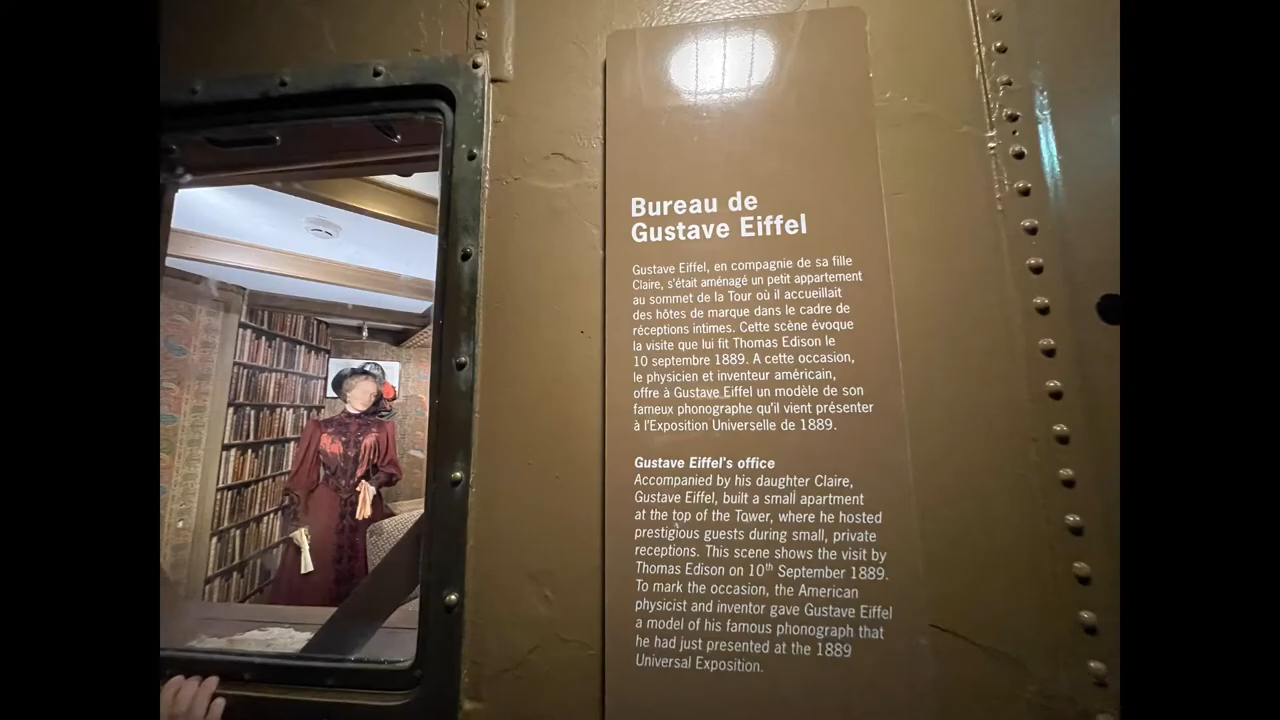 Bureau de
Gustave Eiffel
Gustave Eiffel, en compagnie de sa fille
Claire, s'était aménagé un petit appartement
au sommet de la Tour où il accueillait
des hôtes de marque dans le cadre de
réceptions intimes. Cette scène évoque
la visite que lui fit Thomas Edison le
10 septembre 1889. A cette occasion,
le physicien et inventeur américain,
offre à Gustave Eiffel un modèle de son
fameux phonographe qu'il vient présenter
à l'Exposition Universelle de 1889.
Gustave Eiffel's office
Accompanied by his daughter Claire,
Gustave Eiffel, built a small apartment
at the top of the Tower, where he hosted
prestigious guests during small, private
receptions. This scene shows the visit by
Thomas Edison on 10th September 1889.
To mark the occasion, the American
physicist and inventor gave Gustave Eiffel
a model of his famous phonograph that
he had just presented at the 1889
Universal Exposition.